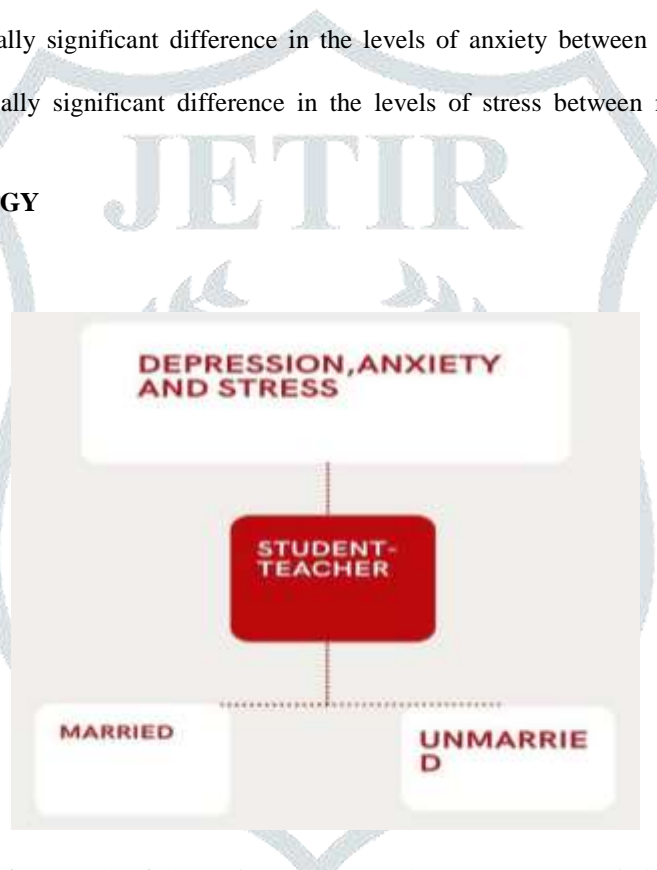 ally significant difference in the levels of anxiety between
ally significant difference in the levels of stress between
JETIR
GY
DEPRESSION,ANXIETY
AND STRESS
STUDENT-
TEACHER
MARRIED
UNMARRIE
D